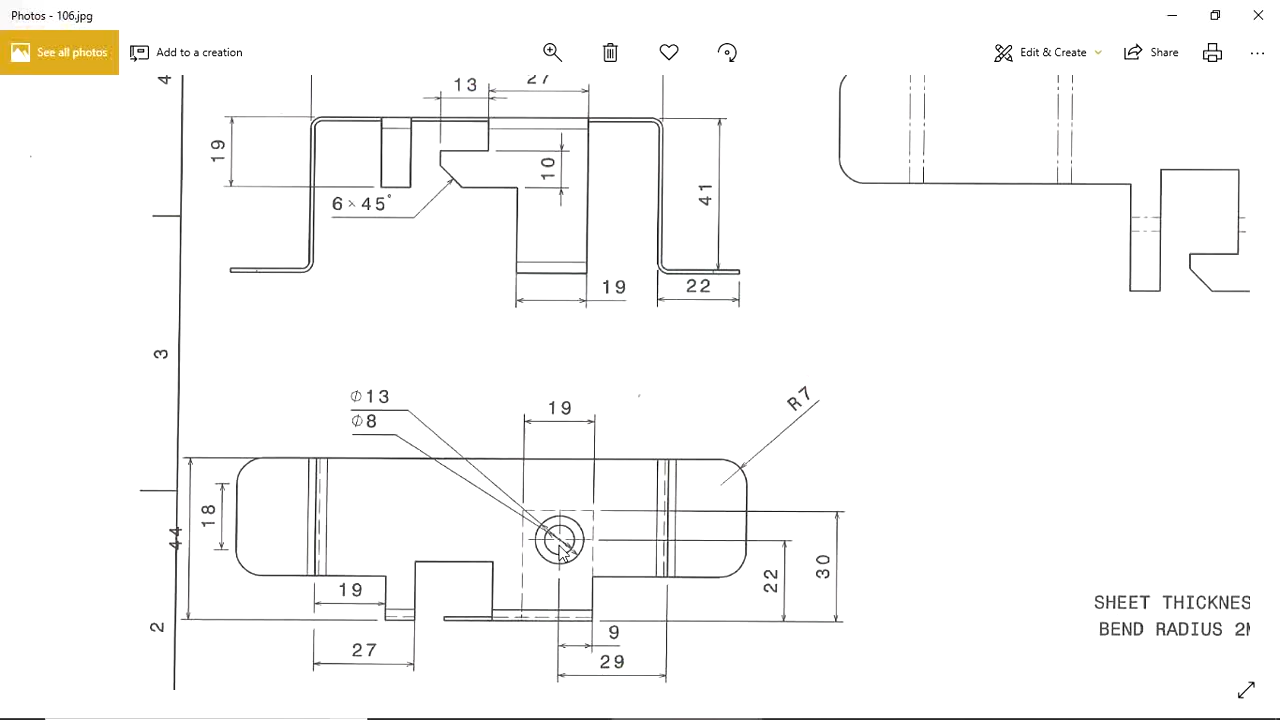 Photos - 106.jpg
See all photos
Add to a creation
Edit & Create
Share
4
13
27
19
10
6×45°
41
19
22
3
Ø13
Ø8
19
R7
18
44
19
22
30
27
9
29
2
SHEET THICKNES
BEND RADIUS 2